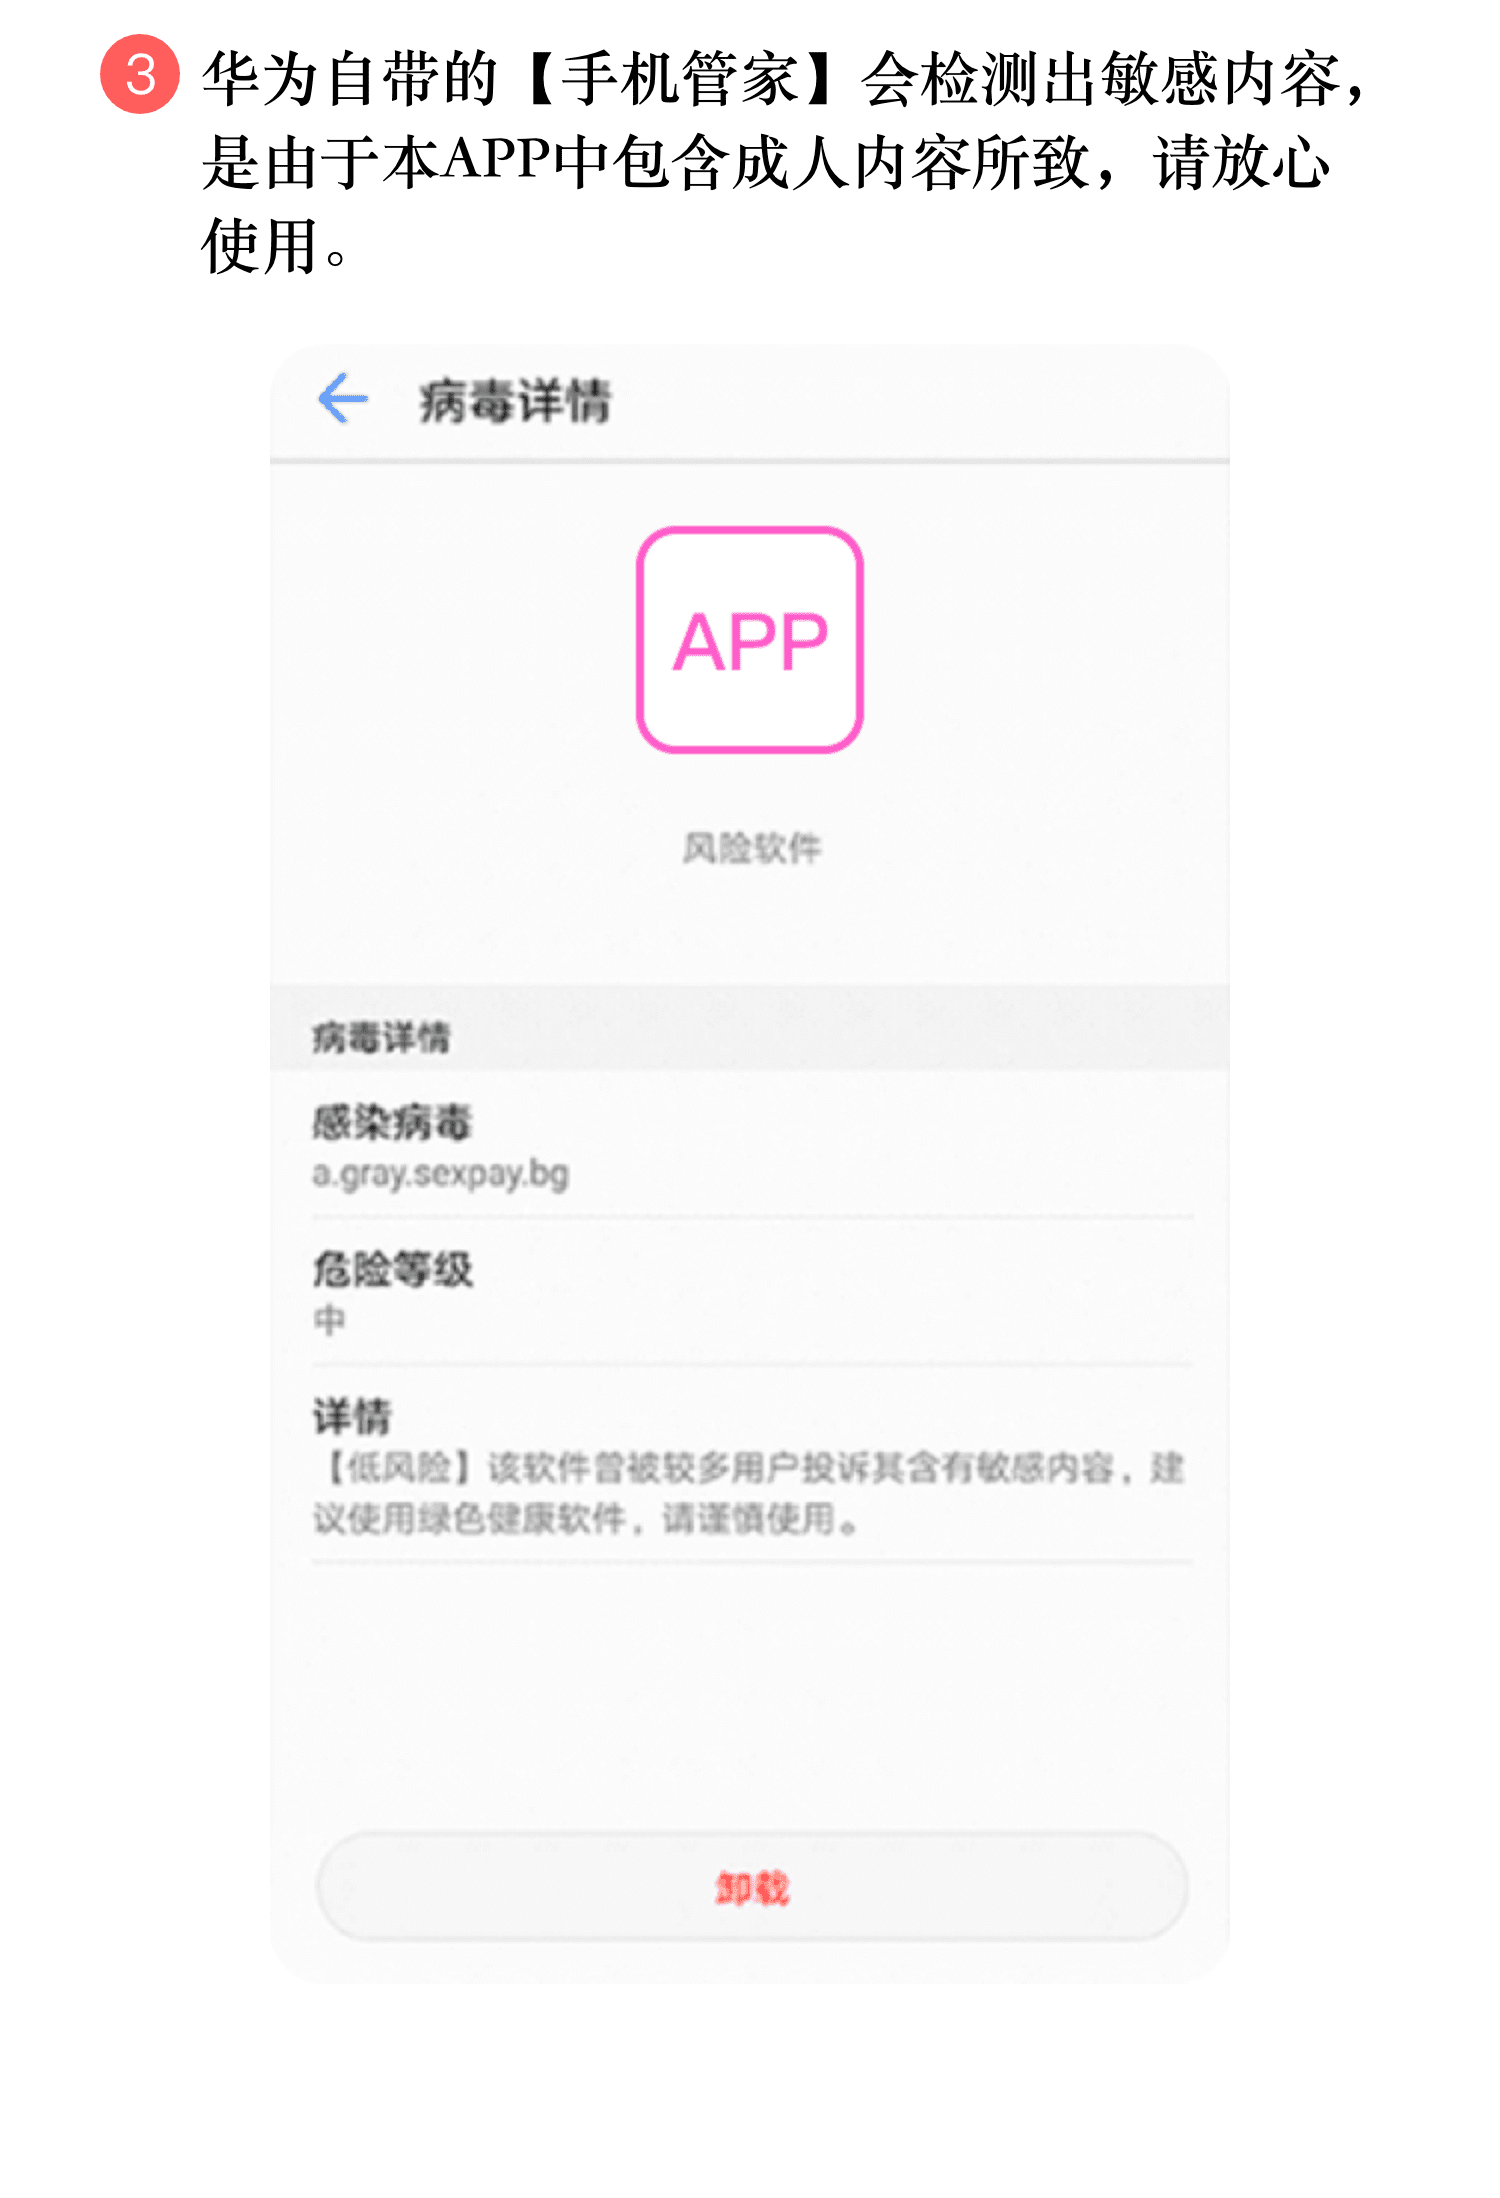 3 华为自带的【手机管家】会检测出敏感内容，
是由于本APP中包含成人内容所致，请放心
使用。
病毒详情
APP
风险软件
病毒详情
感染病毒
a.gray.sexpay.bg
危险等级
中
详情
【低风险】该软件曾被较多用户投诉其含有敏感内容，建
议使用绿色健康软件，请谨慎使用。
卸载